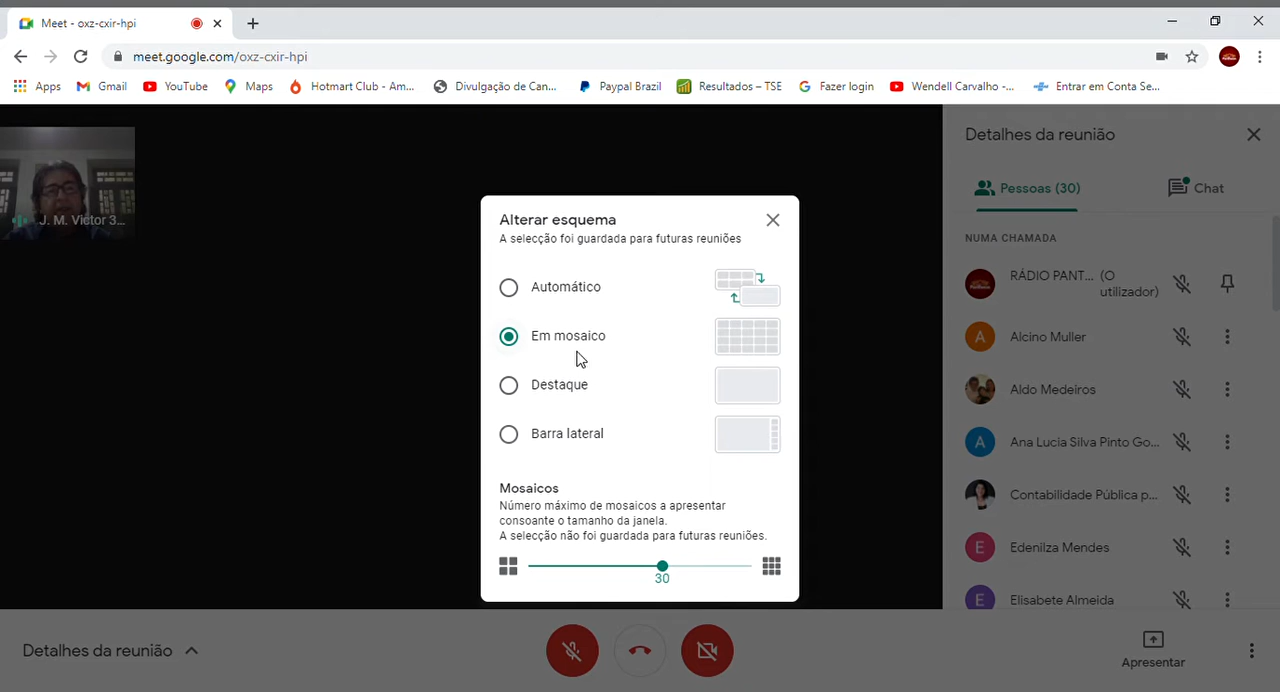 Meet - oxz-cxir-hpi
meet.google.com/oxz-cxir-hpi
Apps Gmail YouTube Maps Hotmart Club - Am... Divulgação de Can... Paypal Brazil Resultados – TSE Fazer login Wendell Carvalho -... Entrar em Conta Se...
J. M. Victor 3...
Alterar esquema
A selecção foi guardada para futuras reuniões
Automático
Em mosaico
Destaque
Barra lateral
Mosaicos
Número máximo de mosaicos a apresentar
consoante o tamanho da janela.
A selecção não foi guardada para futuras reuniões.
30
Detalhes da reunião
Pessoas (30) Chat
NUMA CHAMADA
RÁDIO PANT... (O
utilizador)
A Alcino Muller
Aldo Medeiros
A Ana Lucia Silva Pinto Go...
Contabilidade Pública p...
E Edenilza Mendes
E Elisabete Almeida
Detalhes da reunião
Apresentar